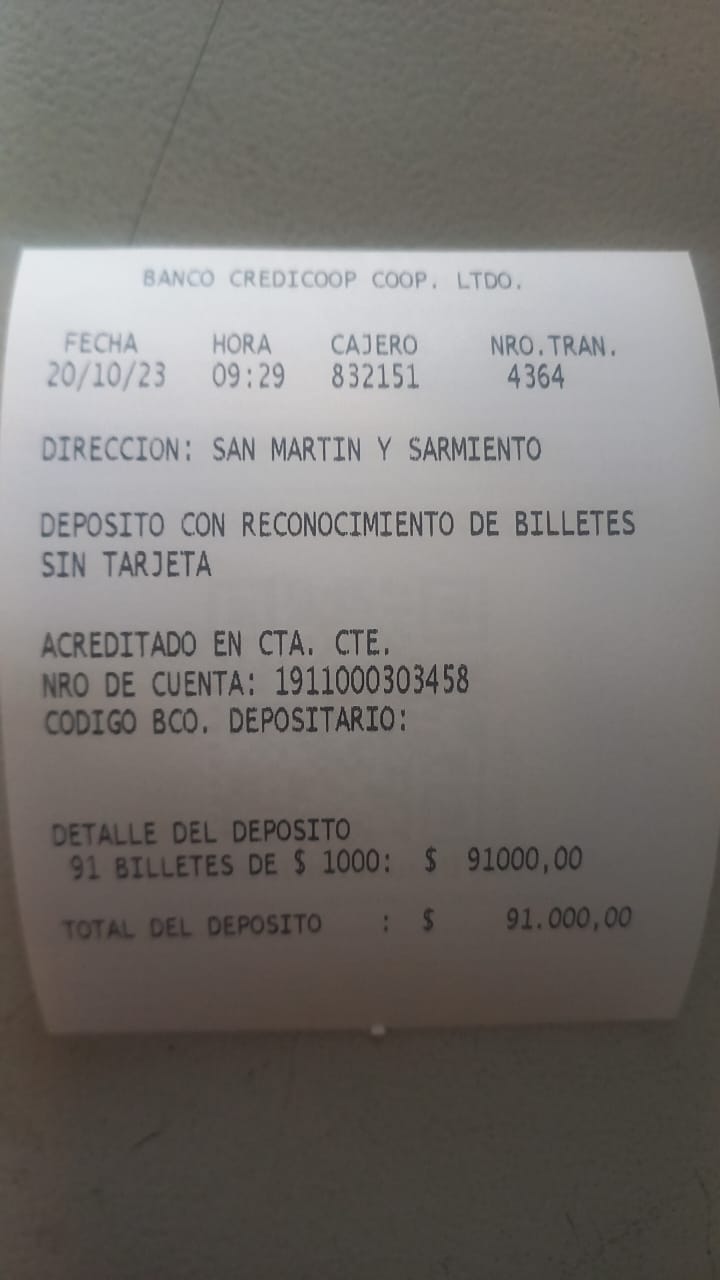 BANCO CREDICOOP COOP. LTDO.
FECHA HORA CAJERO NRO.TRAN.
20/10/23 09:29 832151 4364
DIRECCION: SAN MARTIN Y SARMIENTO
DEPOSITO CON RECONOCIMIENTO DE BILLETES
SIN TARJETA
ACREDITADO EN CTA. CTE.
NRO DE CUENTA: 1911000303458
CODIGO BCO. DEPOSITARIO:
DETALLE DEL DEPOSITO
91 BILLETES DE $ 1000: $ 91000,00
TOTAL DEL DEPOSITO : $ 91.000,00